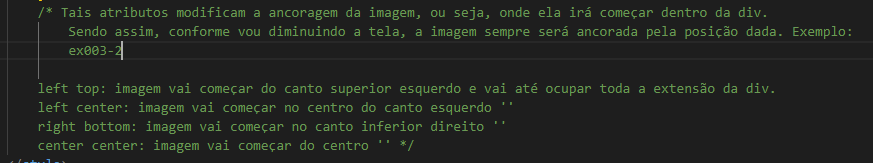 /* Tais atributos modificam a ancoragem da imagem, ou seja, onde ela irá começar dentro da div.
Sendo assim, conforme vou diminuindo a tela, a imagem sempre será ancorada pela posição dada. Exemplo:
ex003-2
left top: imagem vai começar do canto superior esquerdo e vai até ocupar toda a extensão da div.
left center: imagem vai começar no centro do canto esquerdo ''
right bottom: imagem vai começar no canto inferior direito ''
center center: imagem vai começar do centro '' */
</style>